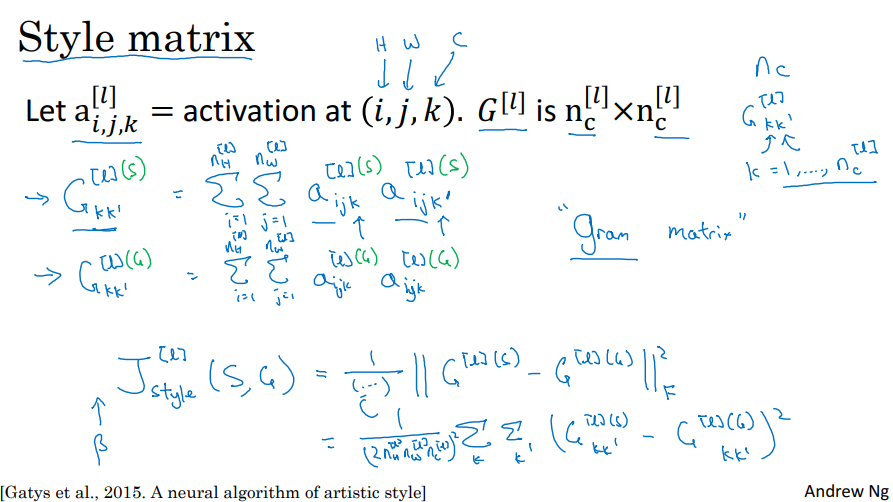 Style matrix
H W C
Let a^{[l]}_{i,j,k} = activation at (i, j, k). G^{[l]} is n_c^{[l]}×n_c^{[l]}
n_C
G^{[l]}_{kk'}
k = 1, ..., n_c^{[l]}
→ G^{[l](S)}_{kk'} = Σ_{i=1}^{n_H^{[l]}} Σ_{j=1}^{n_W^{[l]}} a^{[l](S)}_{ijk} a^{[l](S)}_{ijk'}
"Gram matrix"
→ G^{[l](G)}_{kk'} = Σ_{i=1}^{n_H^{[l]}} Σ_{j=1}^{n_W^{[l]}} a^{[l](G)}_{ijk} a^{[l](G)}_{ijk}
J^{[l]}_{style} (S, G) = 1/(...) ‖ G^{[l](S)} - G^{[l](G)} ‖²_F
β
= 1/(2n_H^{[l]} n_W^{[l]} n_c^{[l]})² Σ_k Σ_{k'} (G^{[l](S)}_{kk'} - G^{[l](G)}_{kk'})²
[Gatys et al., 2015. A neural algorithm of artistic style]
Andrew Ng